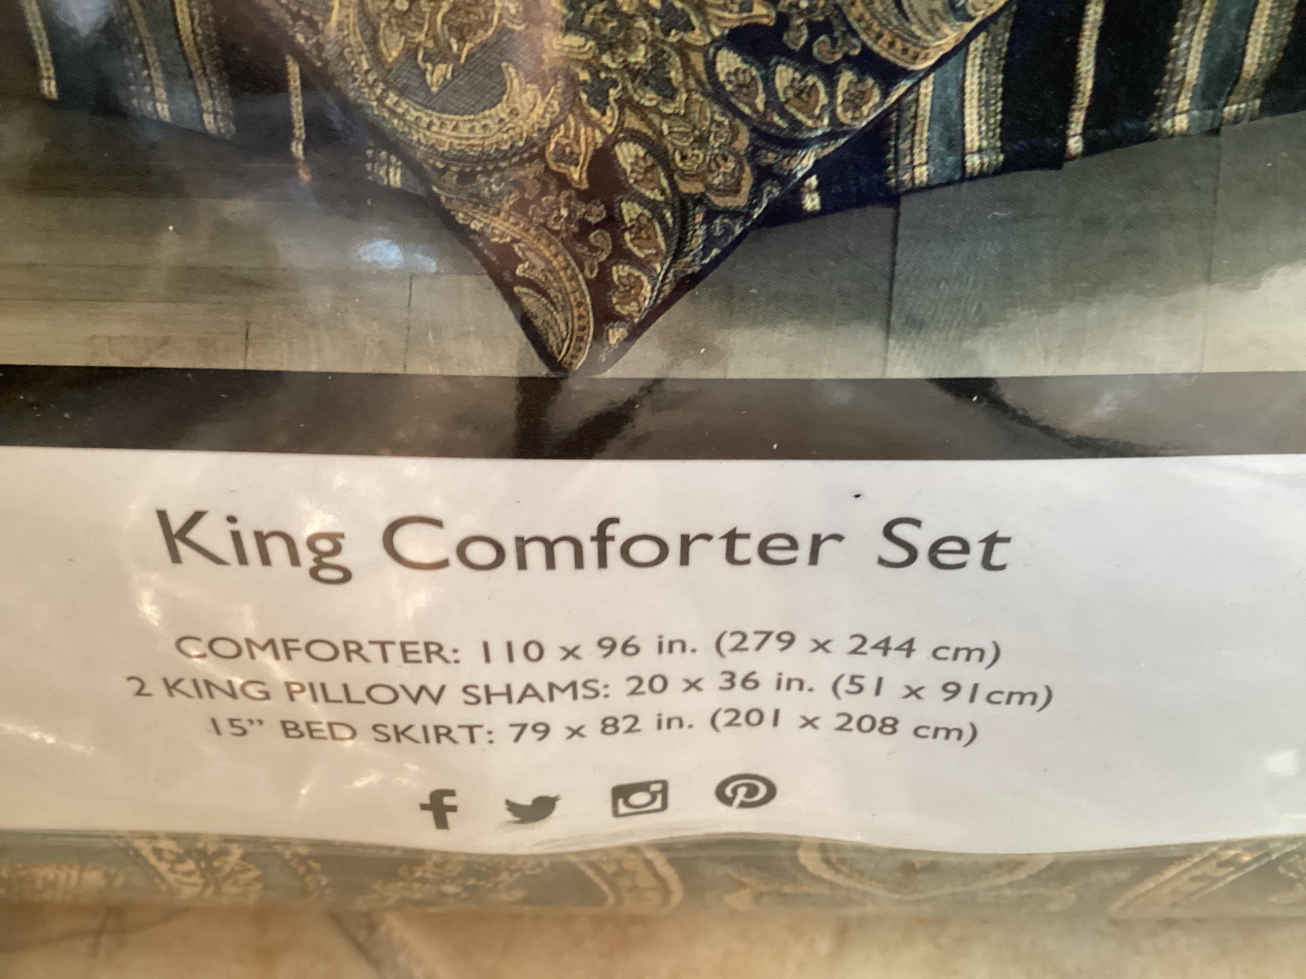 King Comforter Set
COMFORTER: 110 x 96 in. (279 x 244 cm)
2 KING PILLOW SHAMS: 20 x 36 in. (51 x 91cm)
15” BED SKIRT: 79 x 82 in. (201 x 208 cm)